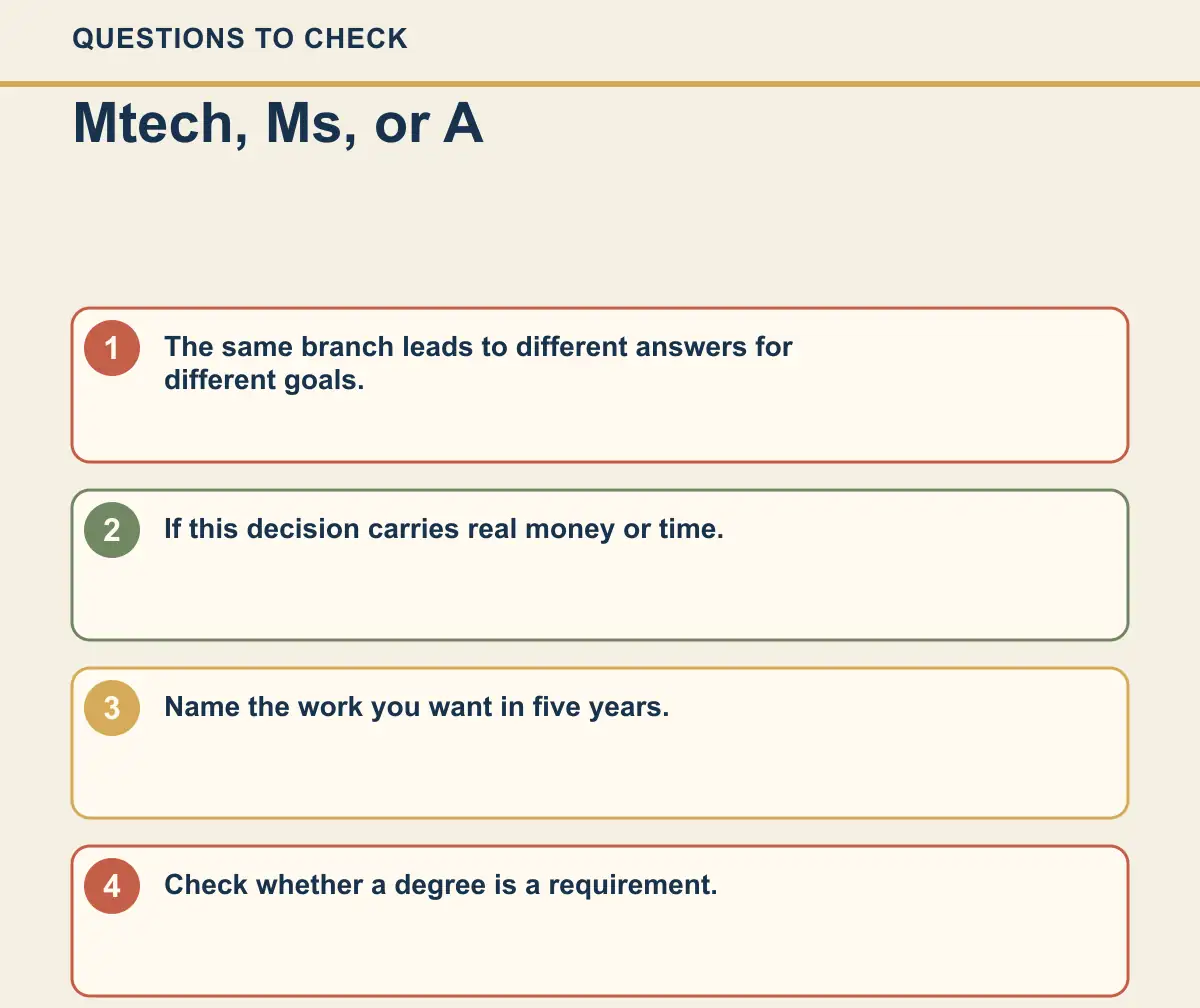 QUESTIONS TO CHECK
Mtech, Ms, or A
1
The same branch leads to different answers for
different goals.
2
If this decision carries real money or time.
3
Name the work you want in five years.
4
Check whether a degree is a requirement.